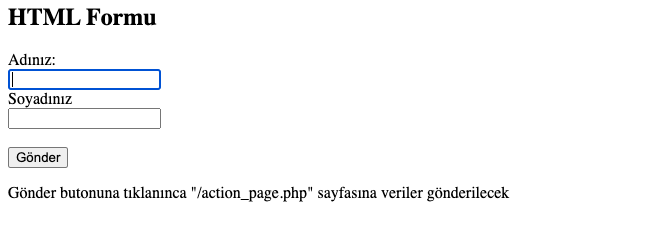 HTML Formu
Adınız:
Soyadınız
Gönder
Gönder butonuna tıklanınca "/action_page.php" sayfasına veriler gönderilecek